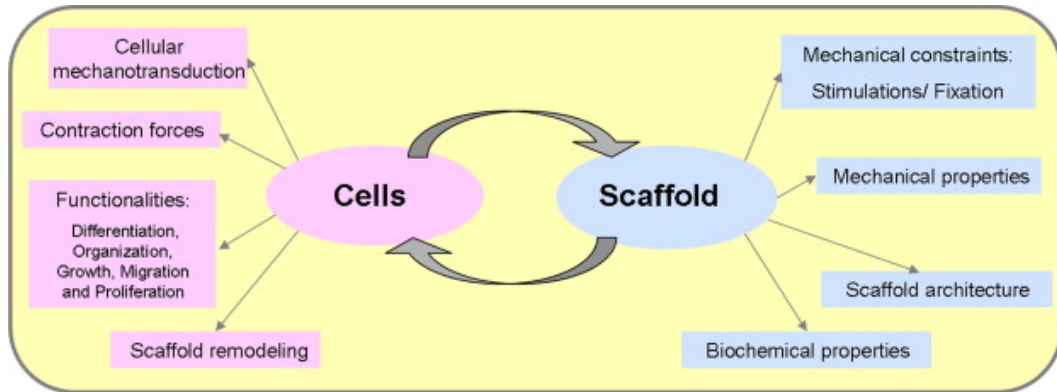 Cellular
mechanotransduction
Contraction forces
Functionalities:
Differentiation,
Organization,
Growth, Migration
and Proliferation
Scaffold remodeling
Cells
Scaffold
Mechanical constraints:
Stimulations/ Fixation
Mechanical properties
Scaffold architecture
Biochemical properties